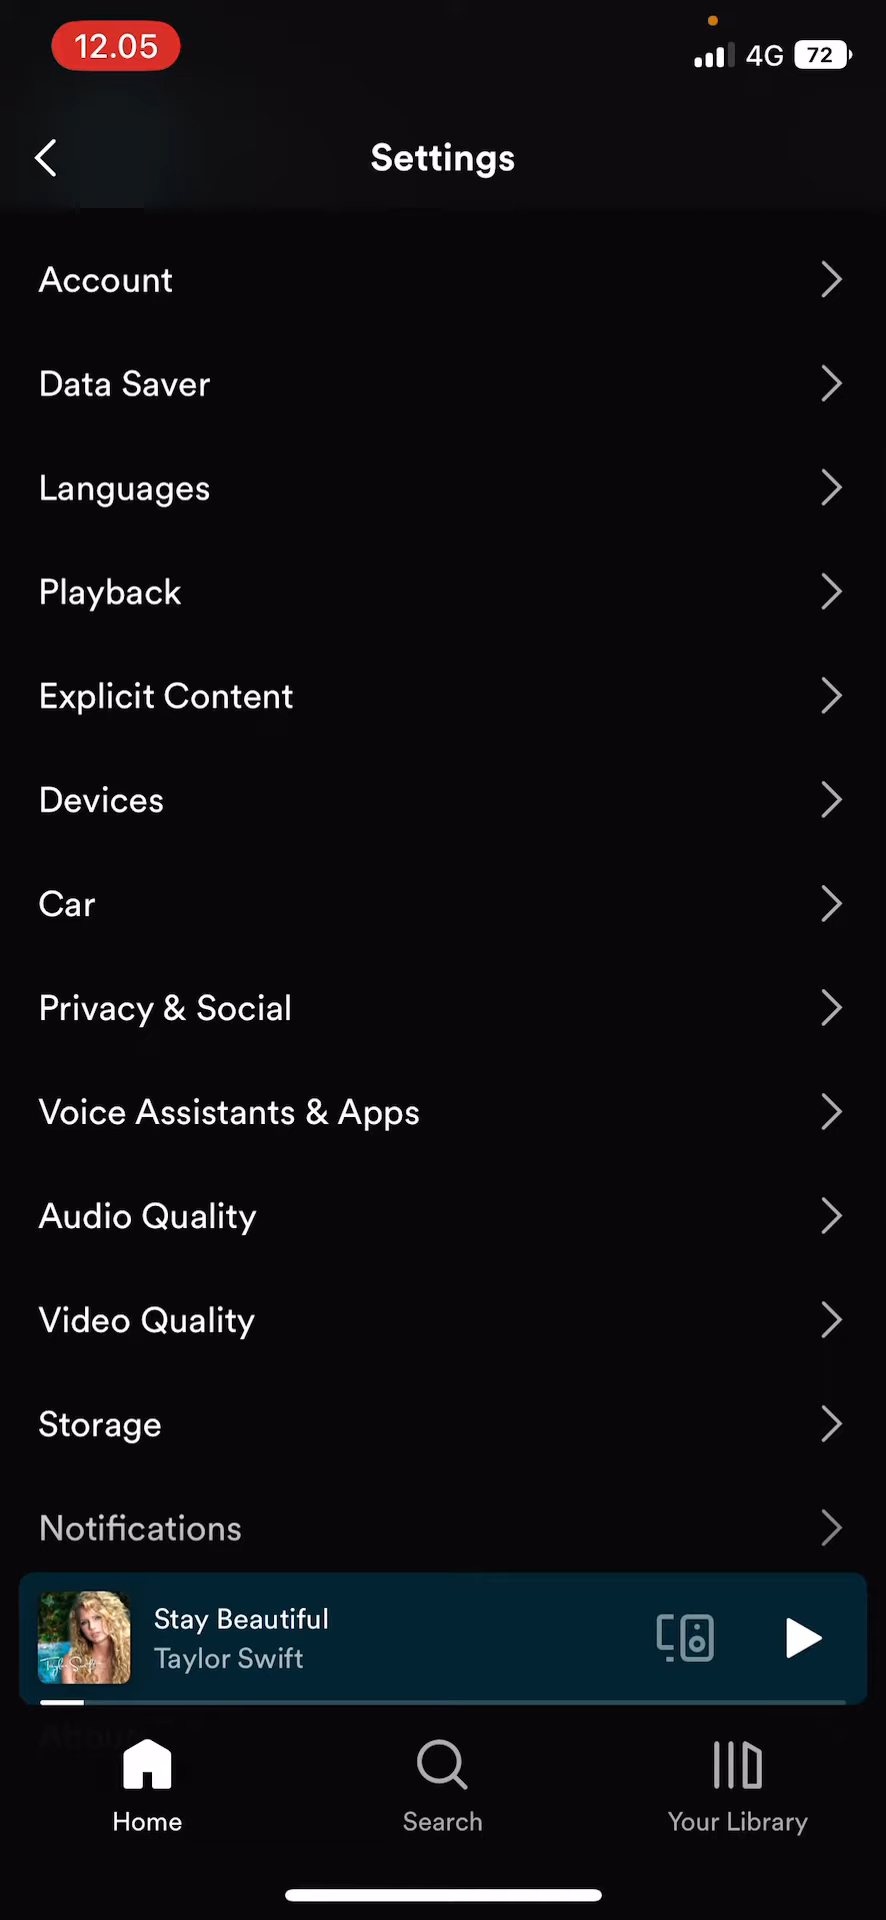 12.05
4G 72
Settings
Account
Data Saver
Languages
Playback
Explicit Content
Devices
Car
Privacy & Social
Voice Assistants & Apps
Audio Quality
Video Quality
Storage
Notifications
Stay Beautiful
Taylor Swift
About
Home
Search
Your Library